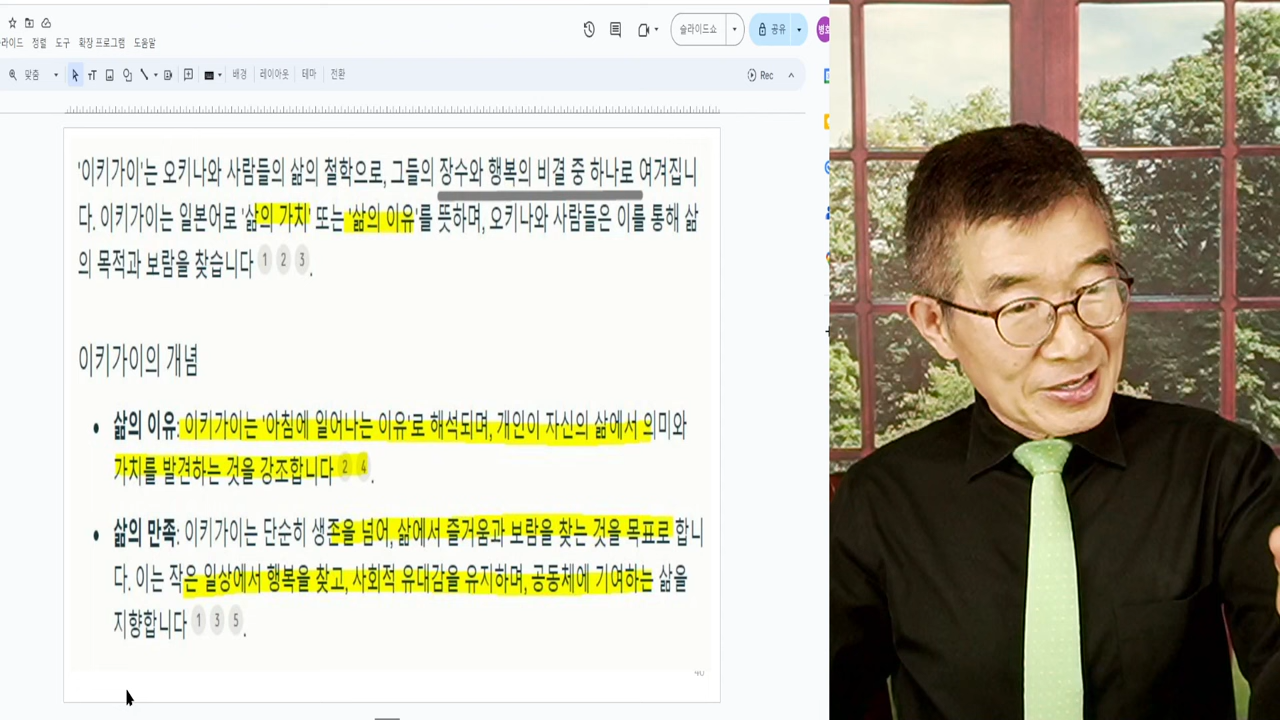 라이드 정렬 도구 확장 프로그램 도움말
슬라이드쇼
공유
맞춤
배경 레이아웃 테마 전환
Rec
'이키가이'는 오키나와 사람들의 삶의 철학으로, 그들의 장수와 행복의 비결 중 하나로 여겨집니
다. 이키가이는 일본어로 '삶의 가치' 또는 '삶의 이유'를 뜻하며, 오키나와 사람들은 이를 통해 삶
의 목적과 보람을 찾습니다 1 2 3.
이키가이의 개념
• 삶의 이유: 이키가이는 '아침에 일어나는 이유'로 해석되며, 개인이 자신의 삶에서 의미와
가치를 발견하는 것을 강조합니다 2 4.
• 삶의 만족: 이키가이는 단순히 생존을 넘어, 삶에서 즐거움과 보람을 찾는 것을 목표로 합니
다. 이는 작은 일상에서 행복을 찾고, 사회적 유대감을 유지하며, 공동체에 기여하는 삶을
지향합니다 1 3 5.